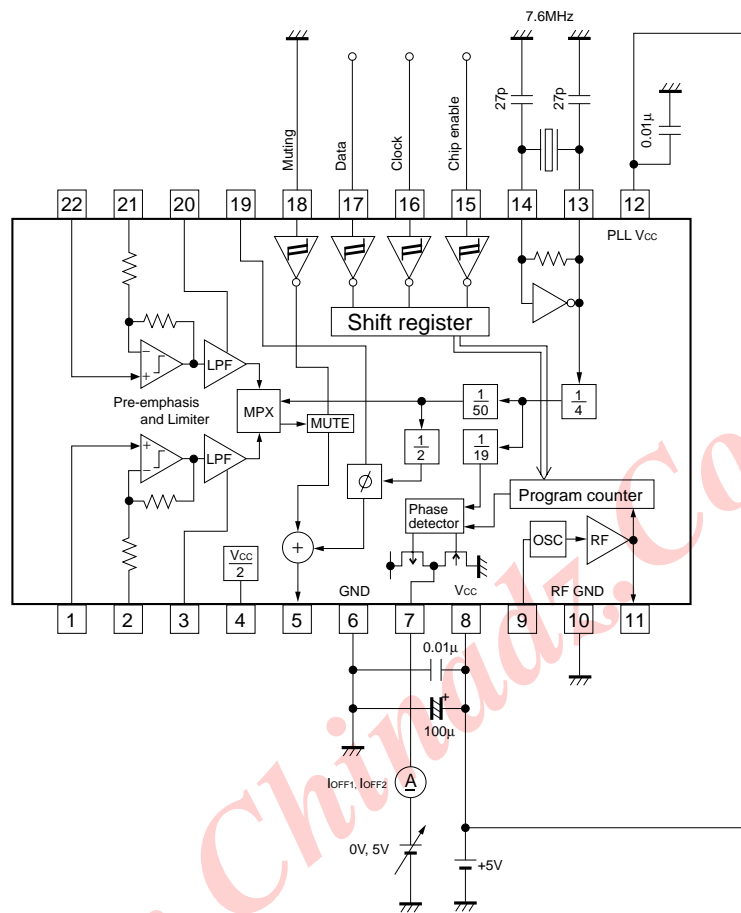 7.6MHz
27p
27p
0.01μ
Muting
Data
Clock
Chip enable
22
21
20
19
18
17
16
15
14
13
12
PLL Vcc
Shift register
−
+
LPF
Pre-emphasis
and Limiter
MPX
MUTE
1
50
1
4
1
2
1
19
+
−
LPF
ϕ
Phase
detector
Program counter
OSC
RF
+
Vcc
2
GND
Vcc
RF GND
1
2
3
4
5
6
7
8
9
10
11
0.01μ
+
100μ
IOFF1, IOFF2
A
0V, 5V
+5V
Chinadz.Co